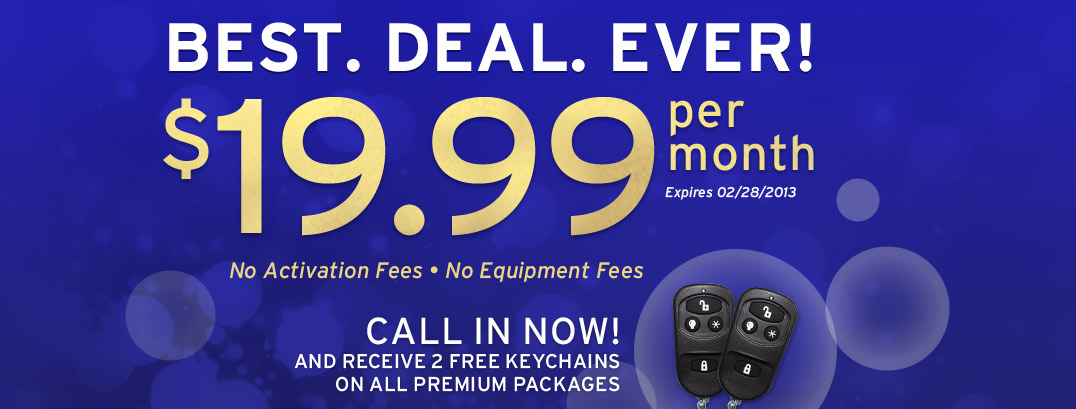 BEST. DEAL. EVER!
$19.99 per month
Expires 02/28/2013
No Activation Fees • No Equipment Fees
CALL IN NOW!
AND RECEIVE 2 FREE KEYCHAINS
ON ALL PREMIUM PACKAGES